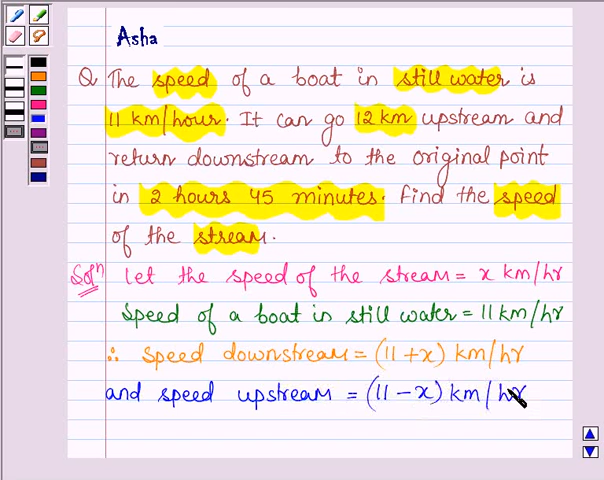 Asha
Q The speed of a boat in still water is
11 km/hour. It can go 12 km upstream and
return downstream to the original point
in 2 hours 45 minutes. Find the speed
of the stream.
Solⁿ Let the speed of the stream = x km/hr
Speed of a boat in still water = 11 km/hr
∴ Speed downstream = (11 + x) km/hr
and speed upstream = (11 - x) km/hr